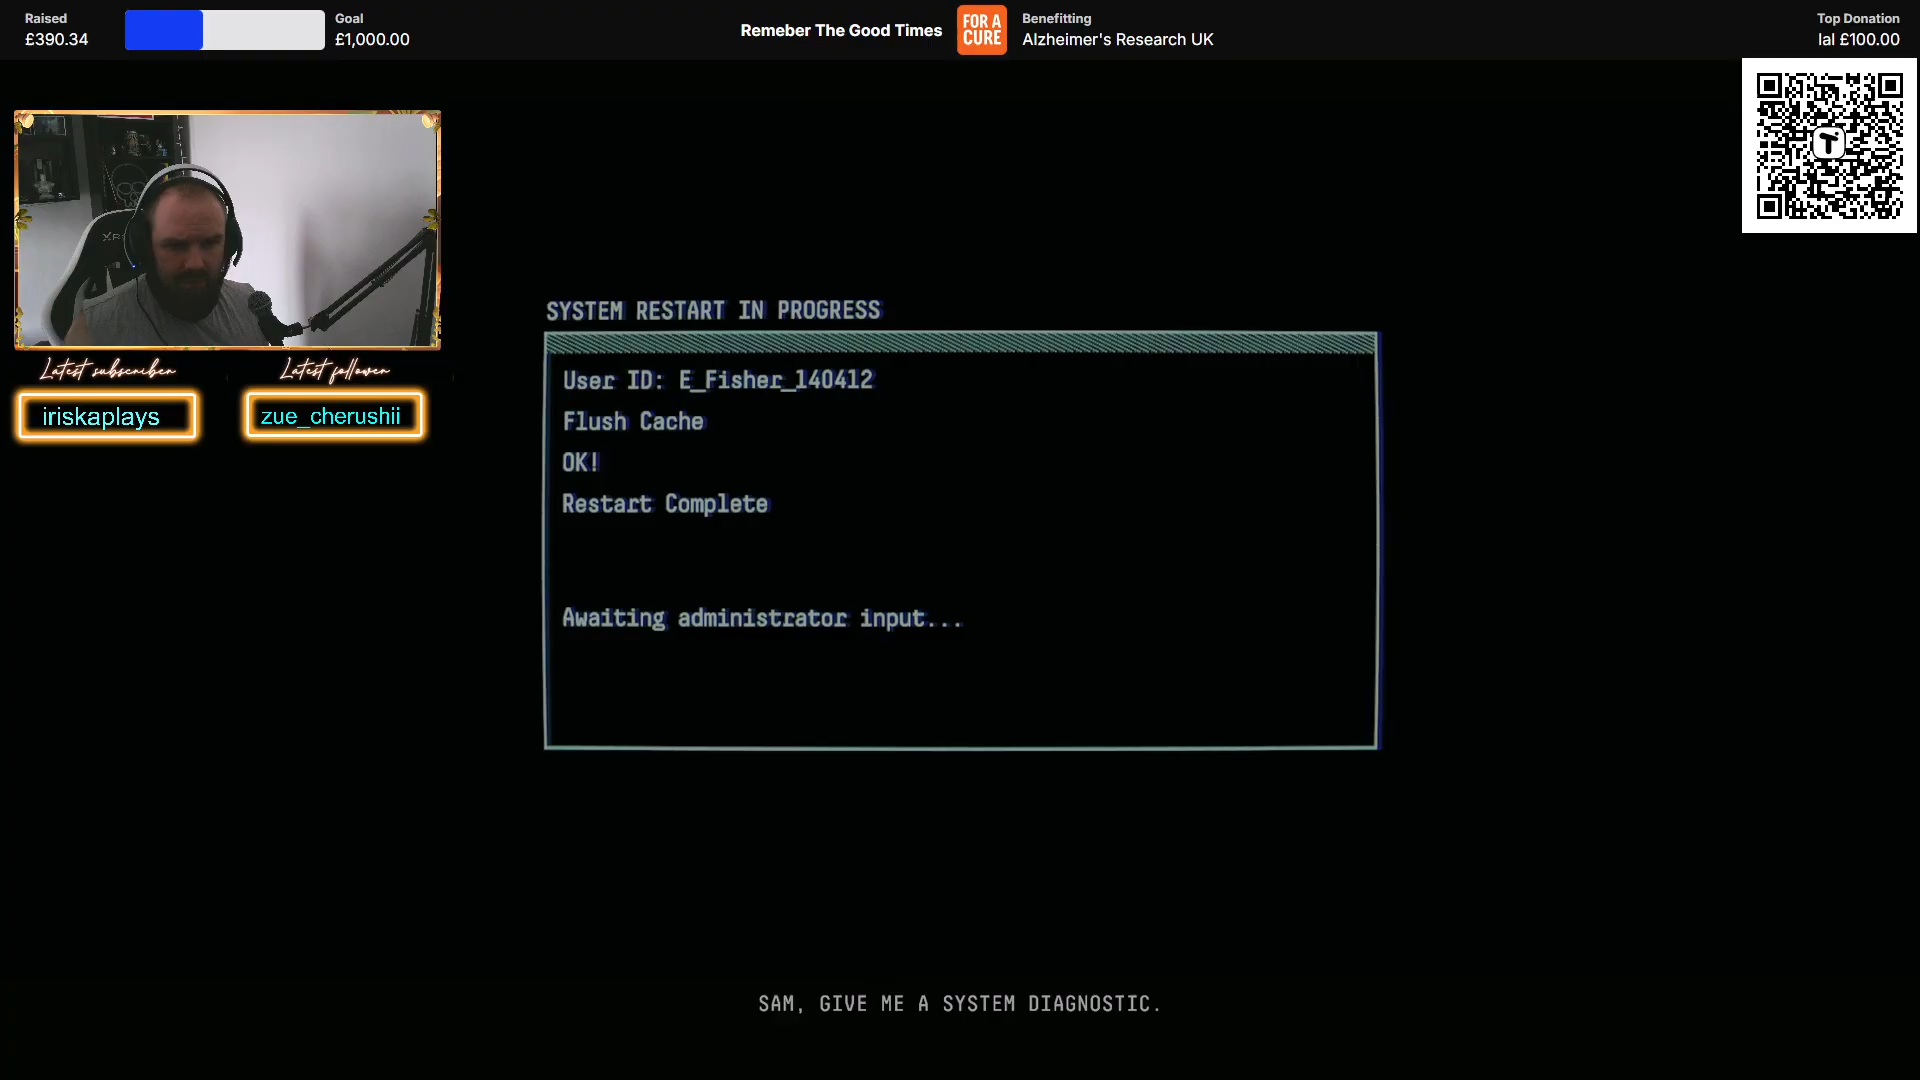 Raised
£390.34
Goal
£1,000.00
Remeber The Good Times
FOR A
CURE
Benefitting
Alzheimer's Research UK
Top Donation
lal £100.00
T
Latest subscriber
Latest follower
iriskaplays
zue_cherushii
SYSTEM RESTART IN PROGRESS
User ID: E_Fisher_140412
Flush Cache
OK!
Restart Complete
Awaiting administrator input...
SAM, GIVE ME A SYSTEM DIAGNOSTIC.